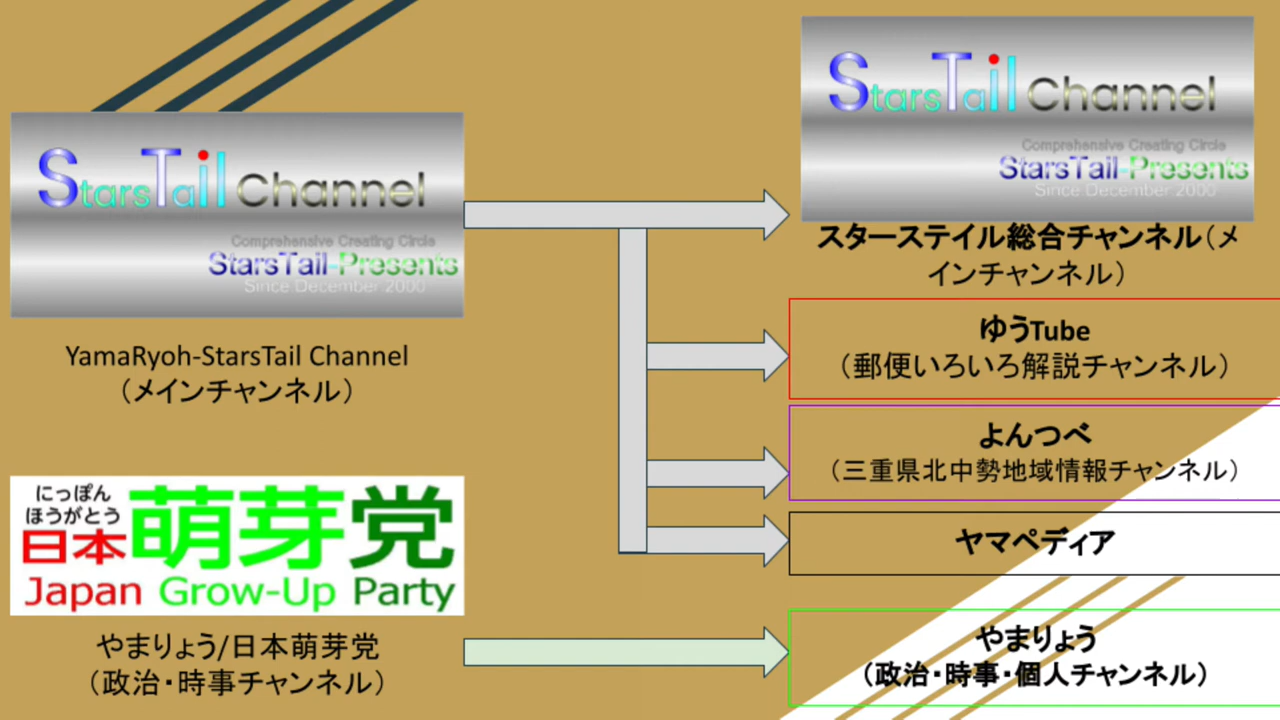 StarsTail Channel
Comprehensive Creating Circle
StarsTail-Presents
Since December.2000
YamaRyoh-StarsTail Channel
（メインチャンネル）
にっぽん
ほうがとう
日本萌芽党
Japan Grow-Up Party
やまりょう/日本萌芽党
（政治・時事チャンネル）
StarsTail Channel
Comprehensive Creating Circle
StarsTail-Presents
Since December.2000
スターステイル総合チャンネル（メ
インチャンネル）
ゆうTube
（郵便いろいろ解説チャンネル）
よんつべ
（三重県北中勢地域情報チャンネル）
ヤマペディア
やまりょう
（政治・時事・個人チャンネル）